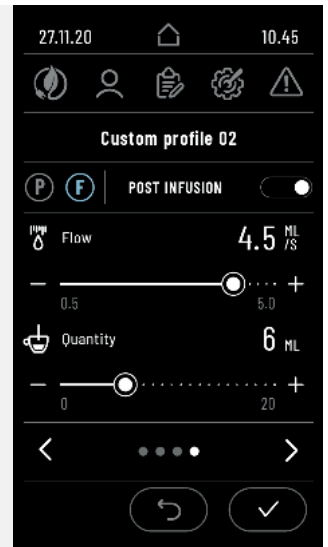 27.11.20 10.45
Custom profile 02
P F POST INFUSION
Flow 4.5 ML/S
0.5 5.0
Quantity 6 ML
0 20